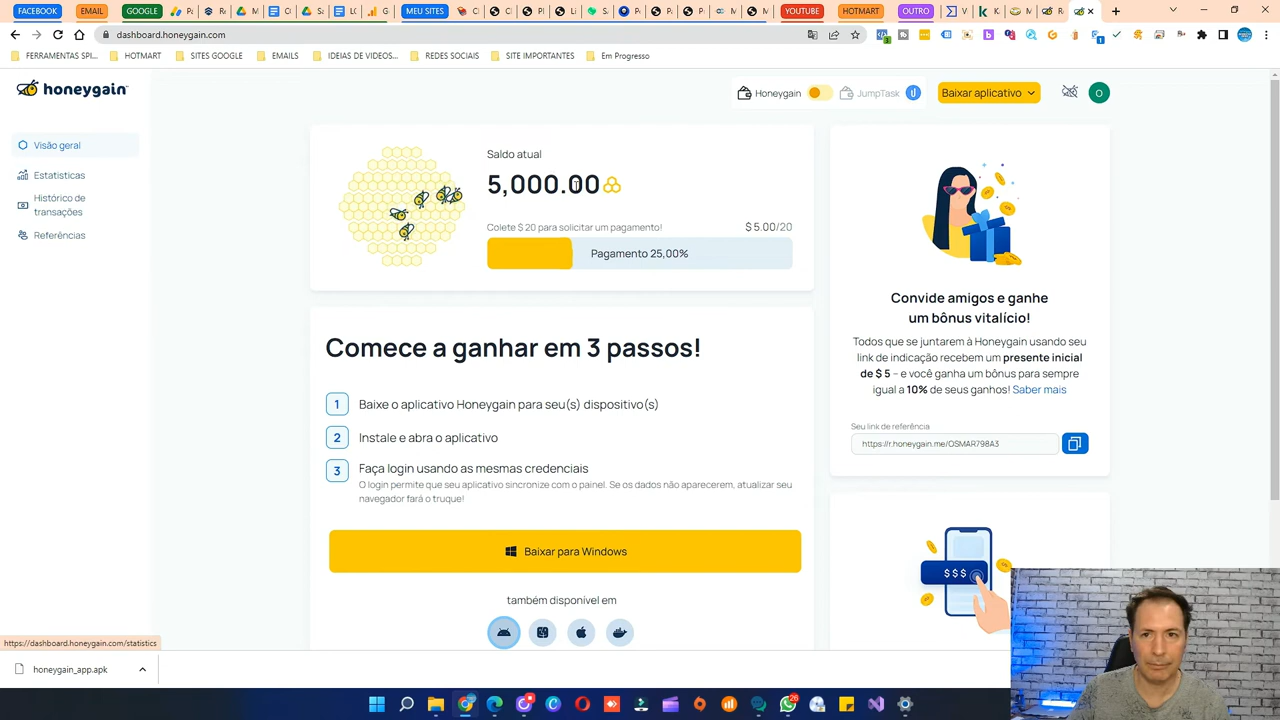 FACEBOOK
EMAIL
GOOGLE
MEU SITES
YOUTUBE
HOTMART
OUTRO
dashboard.honeygain.com
FERRAMENTAS SPI...
HOTMART
SITES GOOGLE
EMAILS
IDEIAS DE VIDEOS...
REDES SOCIAIS
SITE IMPORTANTES
Em Progresso
honeygain
Honeygain
JumpTask
Baixar aplicativo
O
Visão geral
Estatisticas
Histórico de
transações
Referências
Saldo atual
5,000.00
Colete $ 20 para solicitar um pagamento!
$ 5.00/20
Pagamento 25,00%
Comece a ganhar em 3 passos!
1 Baixe o aplicativo Honeygain para seu(s) dispositivo(s)
2 Instale e abra o aplicativo
3 Faça login usando as mesmas credenciais
O login permite que seu aplicativo sincronize com o painel. Se os dados não aparecerem, atualizar seu
navegador fará o truque!
Baixar para Windows
também disponível em
Convide amigos e ganhe
um bônus vitalício!
Todos que se juntarem à Honeygain usando seu
link de indicação recebem um presente inicial
de $ 5 – e você ganha um bônus para sempre
igual a 10% de seus ganhos! Saber mais
Seu link de referência
https://r.honeygain.me/OSMAR798A3
$$$
https://dashboard.honeygain.com/statistics
honeygain_app.apk